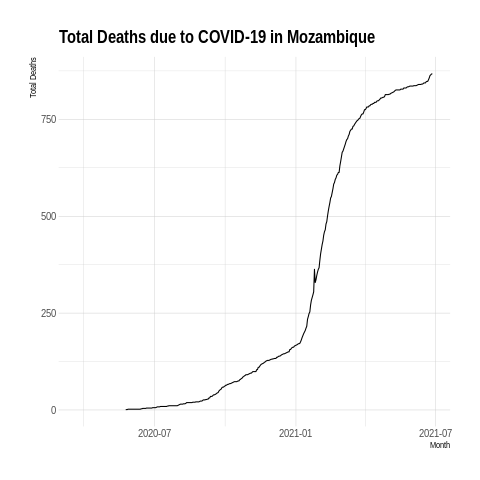 Total Deaths due to COVID-19 in Mozambique
Total Deaths
750
500
250
0
2020-07 2021-01 2021-07
Month